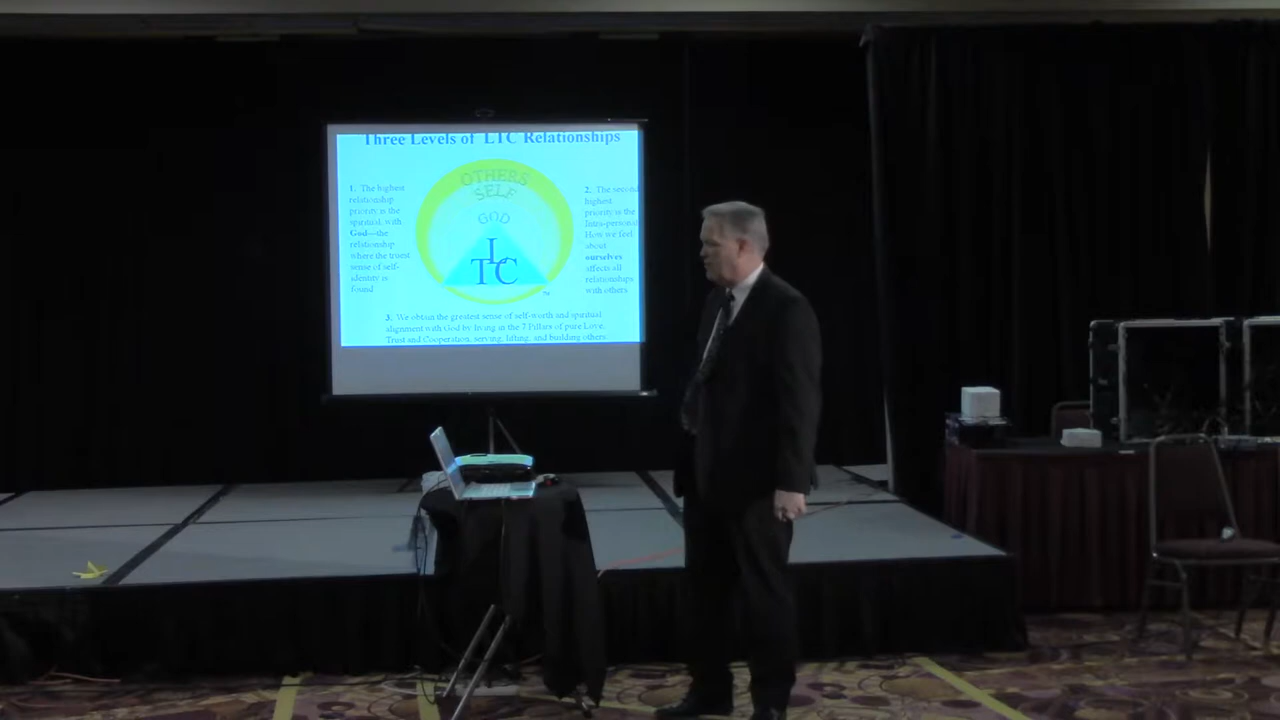 Three Levels of LTC Relationships
OTHERS
SELF
GOD
L
TC
TM
1. The highest
relationship
priority is the
spiritual, with
God—the
relationship
where the truest
sense of self-
identity is
found
2. The second
highest
priority is the
Intra-personal
How we feel
about
ourselves
affects all
relationships
with others
3. We obtain the greatest sense of self-worth and spiritual
alignment with God by living in the 7 Pillars of pure Love,
Trust and Cooperation, serving, lifting, and building others.